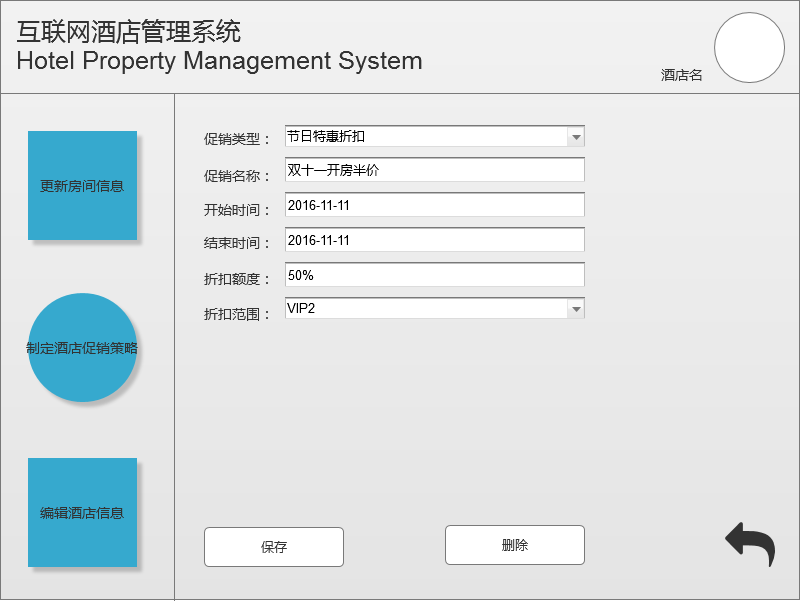 互联网酒店管理系统
Hotel Property Management System
酒店名
更新房间信息
制定酒店促销策略
编辑酒店信息
促销类型： 节日特惠折扣
促销名称： 双十一开房半价
开始时间： 2016-11-11
结束时间： 2016-11-11
折扣额度： 50%
折扣范围： VIP2
保存
删除